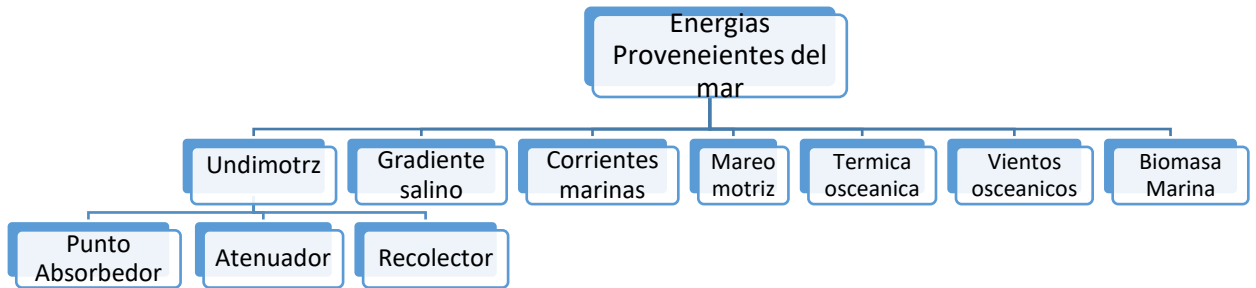 Energias
Proveneientes del
mar
Undimotrz
Gradiente
salino
Corrientes
marinas
Mareo
motriz
Termica
osceanica
Vientos
osceanicos
Biomasa
Marina
Punto
Absorbedor
Atenuador
Recolector